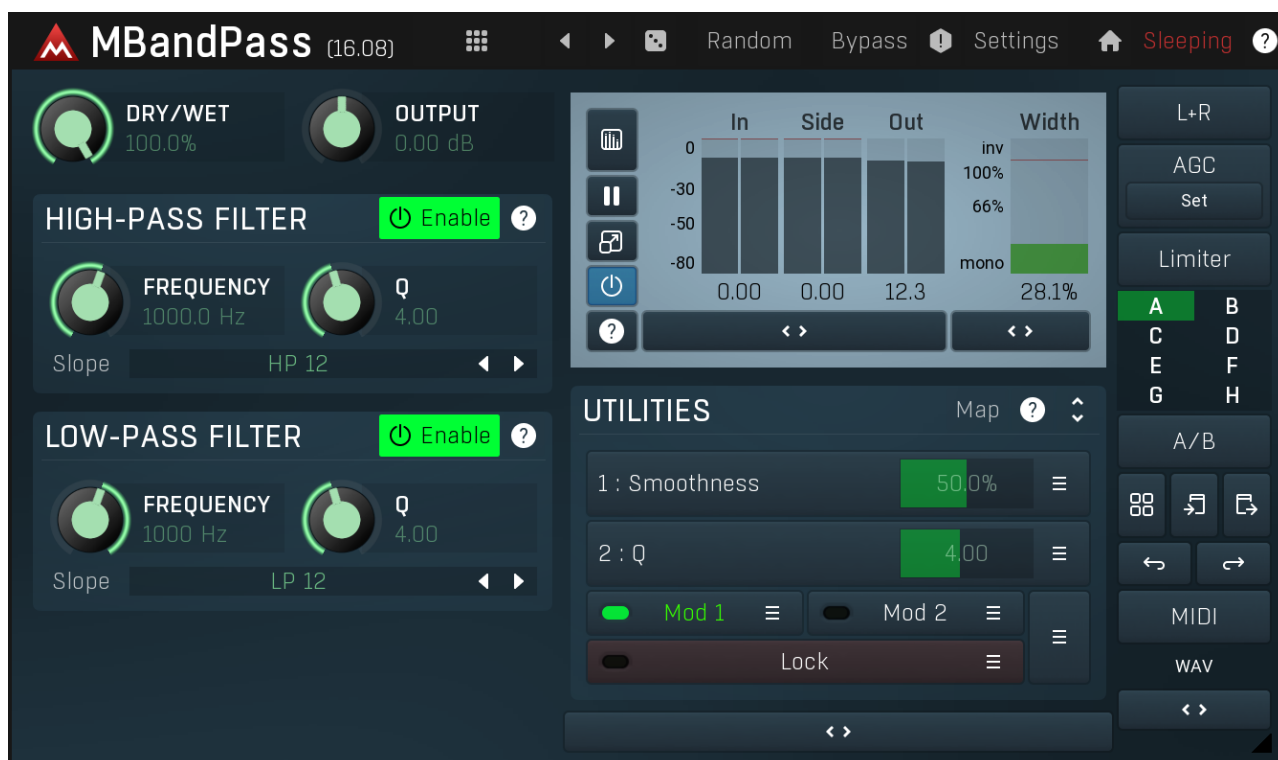 MBandPass (16.08) Random Bypass Settings Sleeping ?
DRY/WET
100.0%
OUTPUT
0.00 dB
HIGH-PASS FILTER Enable ?
FREQUENCY
1000.0 Hz
Q
4.00
Slope HP 12
LOW-PASS FILTER Enable ?
FREQUENCY
1000 Hz
Q
4.00
Slope LP 12
In Side Out Width
0
-30
-50
-80
inv
100%
66%
mono
0.00 0.00 12.3 28.1%
?
UTILITIES Map ?
1 : Smoothness 50.0%
2 : Q 4.00
Mod 1 Mod 2
Lock
L+R
AGC
Set
Limiter
A B
C D
E F
G H
A/B
MIDI
WAV